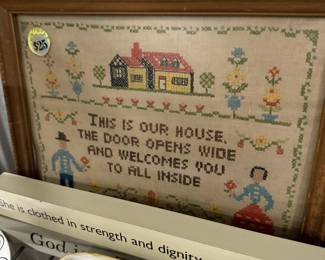 $25
THIS IS OUR HOUSE.
THE DOOR OPENS WIDE
AND WELCOMES YOU
TO ALL INSIDE
She is clothed in strength and dignity
God i